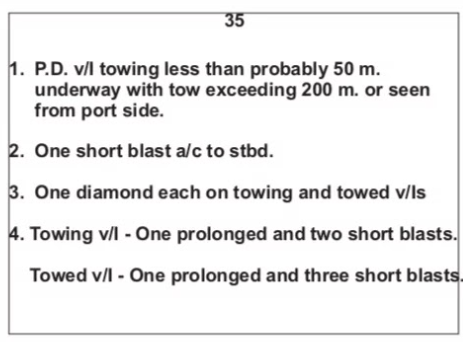 35
1. P.D. v/l towing less than probably 50 m.
underway with tow exceeding 200 m. or seen
from port side.
2. One short blast a/c to stbd.
3. One diamond each on towing and towed v/ls
4. Towing v/l - One prolonged and two short blasts.
Towed v/l - One prolonged and three short blasts.